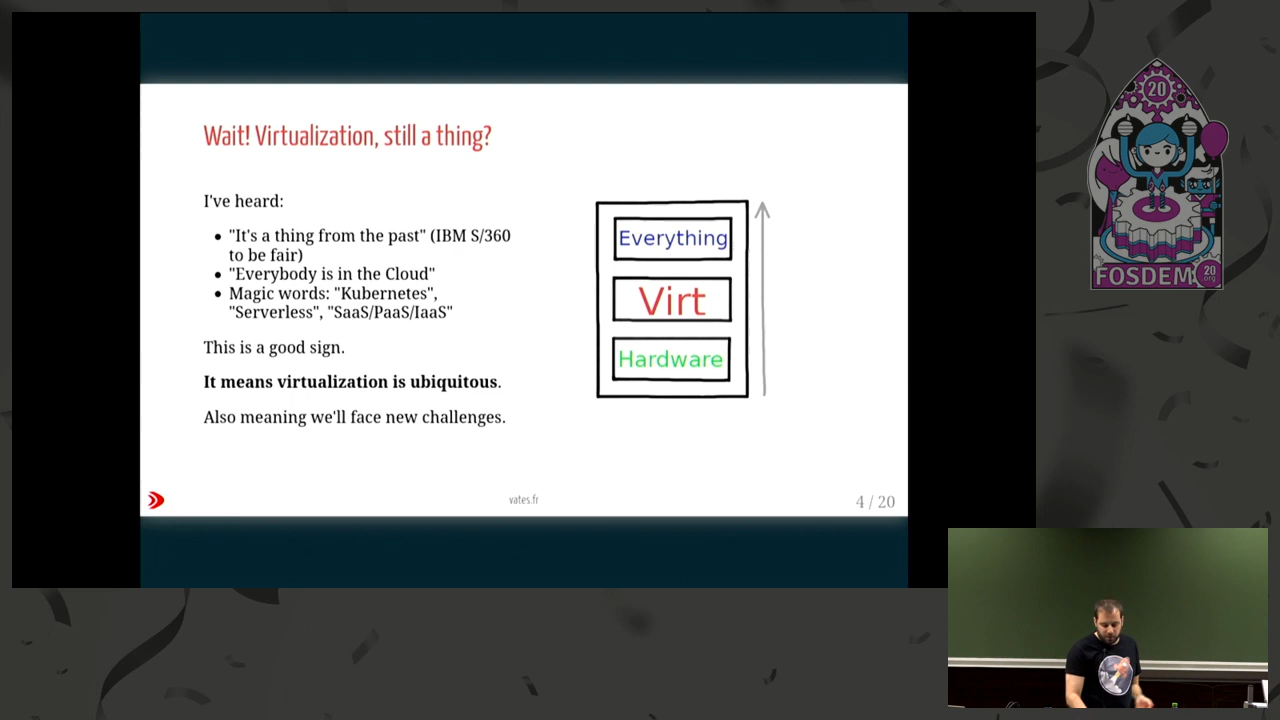 Wait! Virtualization, still a thing?
I've heard:
"It's a thing from the past" (IBM S/360
to be fair)
"Everybody is in the Cloud"
Magic words: "Kubernetes",
"Serverless", "SaaS/PaaS/IaaS"
This is a good sign.
It means virtualization is ubiquitous.
Also meaning we'll face new challenges.
Everything
Virt
Hardware
vates.fr
4 / 20
20
FOSDEM
20
.org